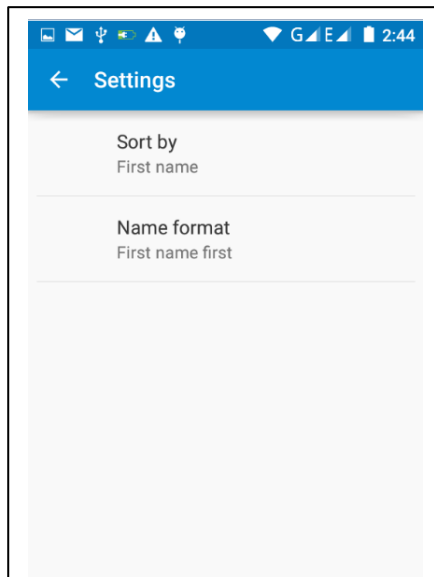 G E 2:44
Settings
Sort by
First name
Name format
First name first